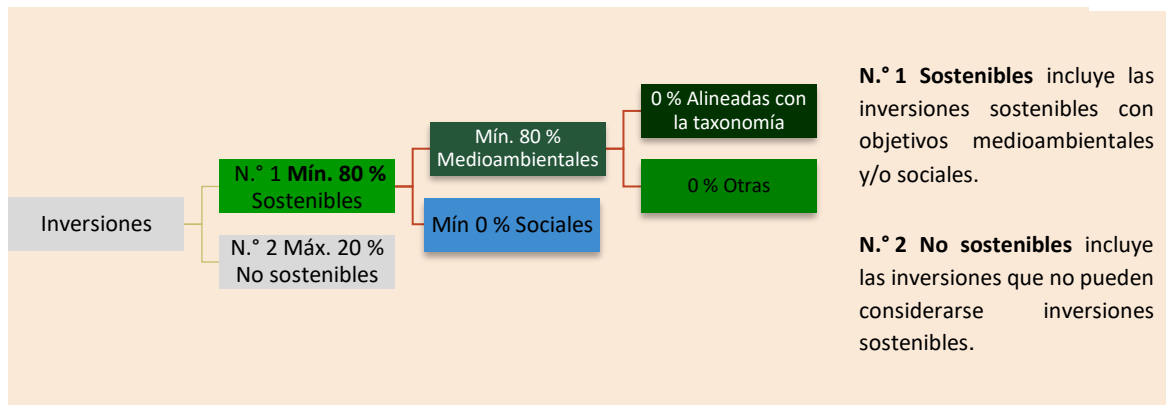 Inversiones
N.° 1 Mín. 80 %
Sostenibles
N.° 2 Máx. 20 %
No sostenibles
Mín. 80 %
Medioambientales
Mín 0 % Sociales
0 % Alineadas con
la taxonomía
0 % Otras
N.° 1 Sostenibles incluye las
inversiones sostenibles con
objetivos medioambientales
y/o sociales.
N.° 2 No sostenibles incluye
las inversiones que no pueden
considerarse inversiones
sostenibles.